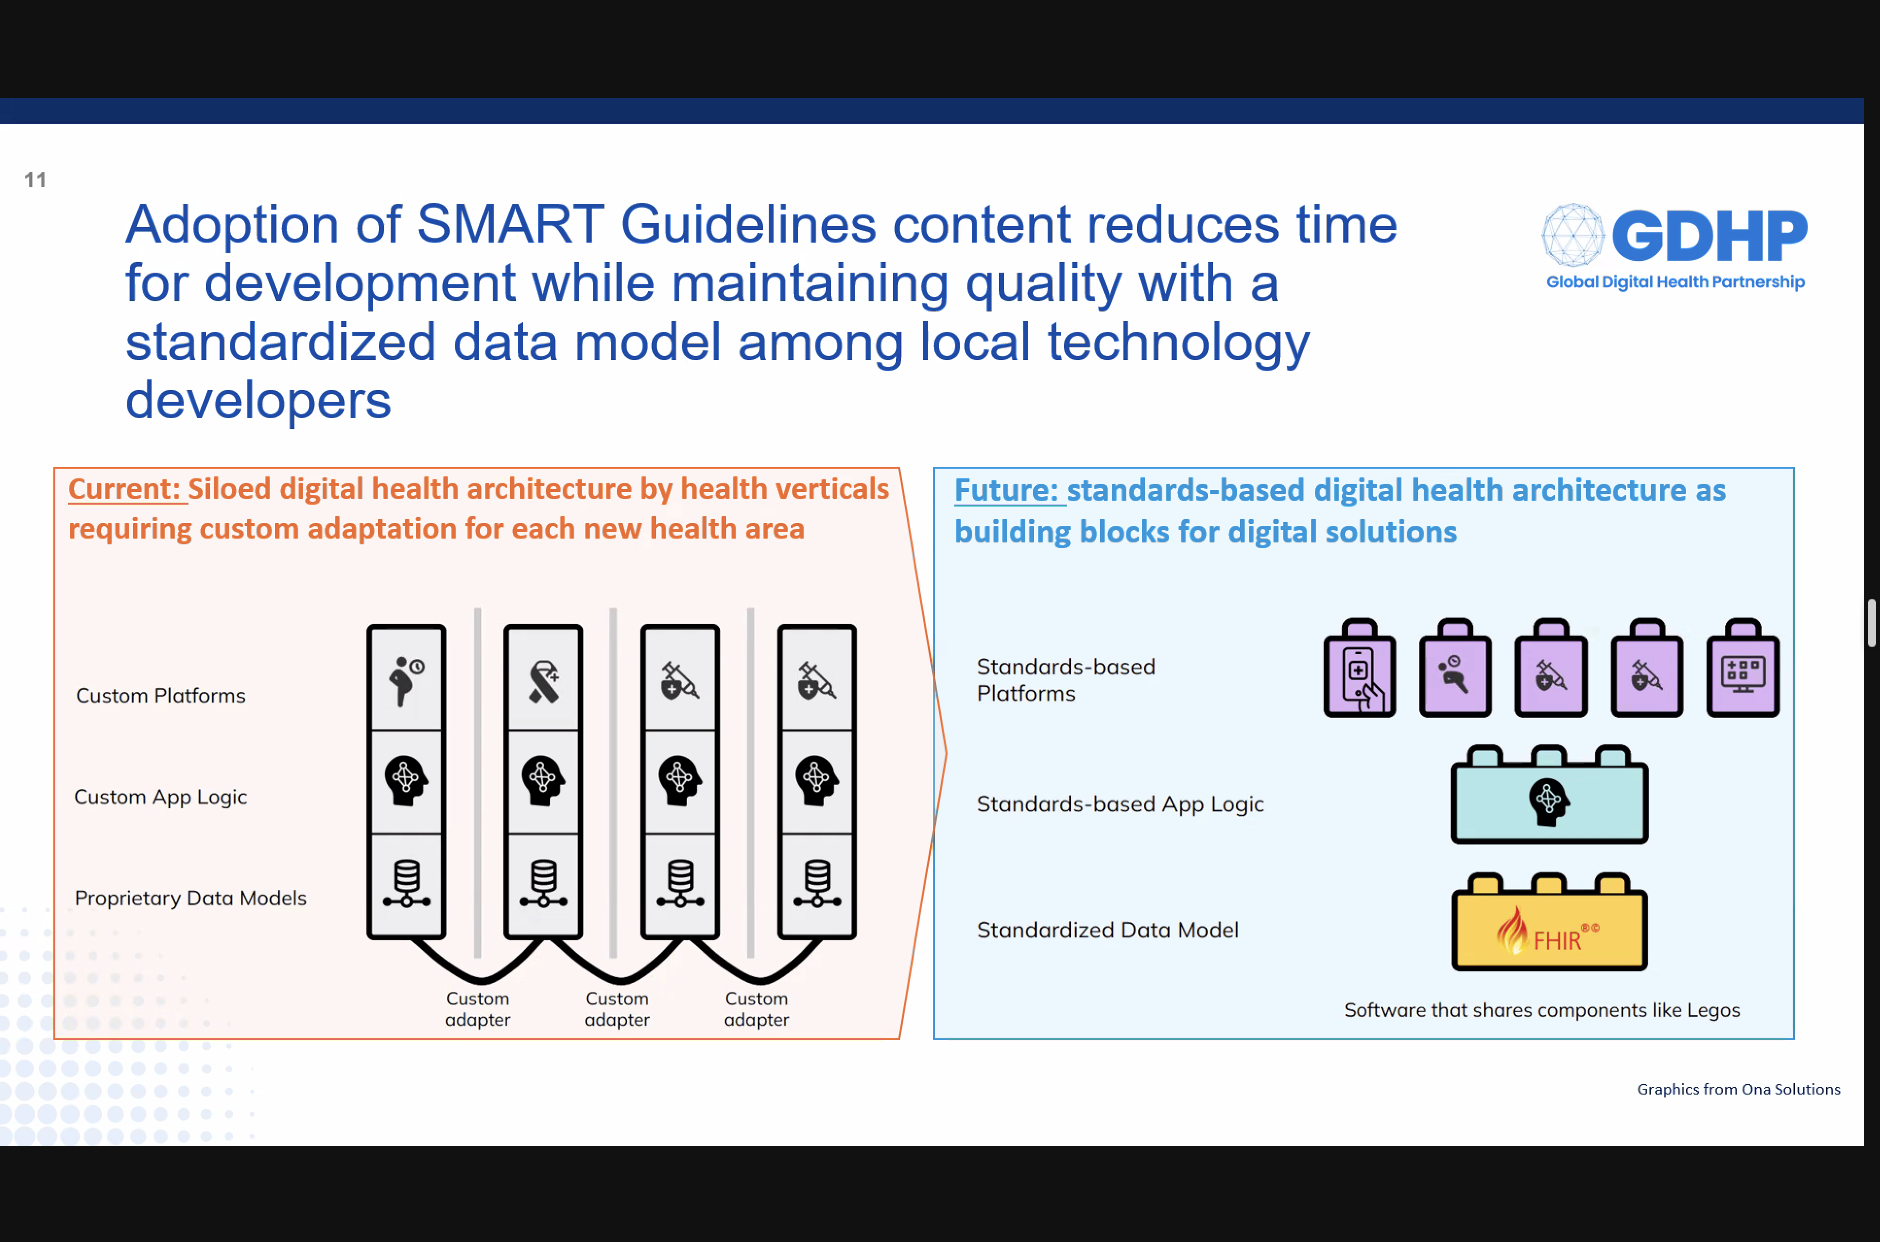 11
Adoption of SMART Guidelines content reduces time
for development while maintaining quality with a
standardized data model among local technology
developers
GDHP
Global Digital Health Partnership
Current: Siloed digital health architecture by health verticals
requiring custom adaptation for each new health area
Custom Platforms
Custom App Logic
Proprietary Data Models
Custom
adapter
Custom
adapter
Custom
adapter
Future: standards-based digital health architecture as
building blocks for digital solutions
Standards-based
Platforms
Standards-based App Logic
Standardized Data Model
FHIR®©
Software that shares components like Legos
Graphics from Ona Solutions